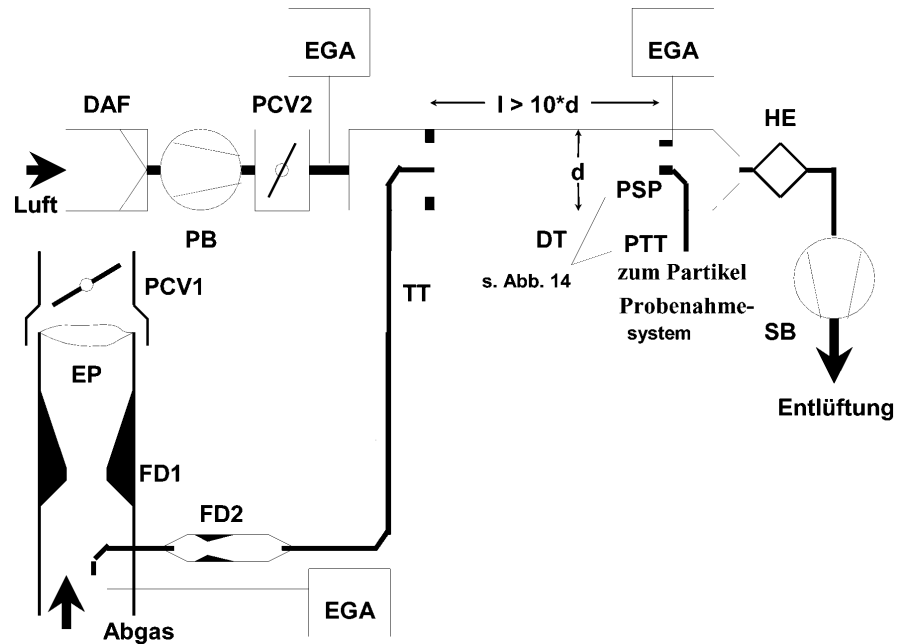 EGA
EGA
DAF
PCV2
l > 10*d
HE
d
Luft
PSP
PB
DT
PTT
PCV1
s. Abb. 14
zum Partikel
TT
Probenahme-
system
SB
EP
Entlüftung
FD1
FD2
EGA
Abgas